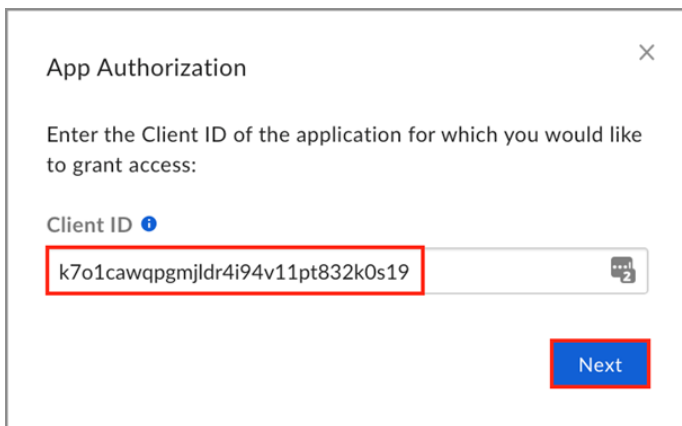 App Authorization
Enter the Client ID of the application for which you would like
to grant access:
Client ID
k7o1cawqpgmjldr4i94v11pt832k0s19
2
Next